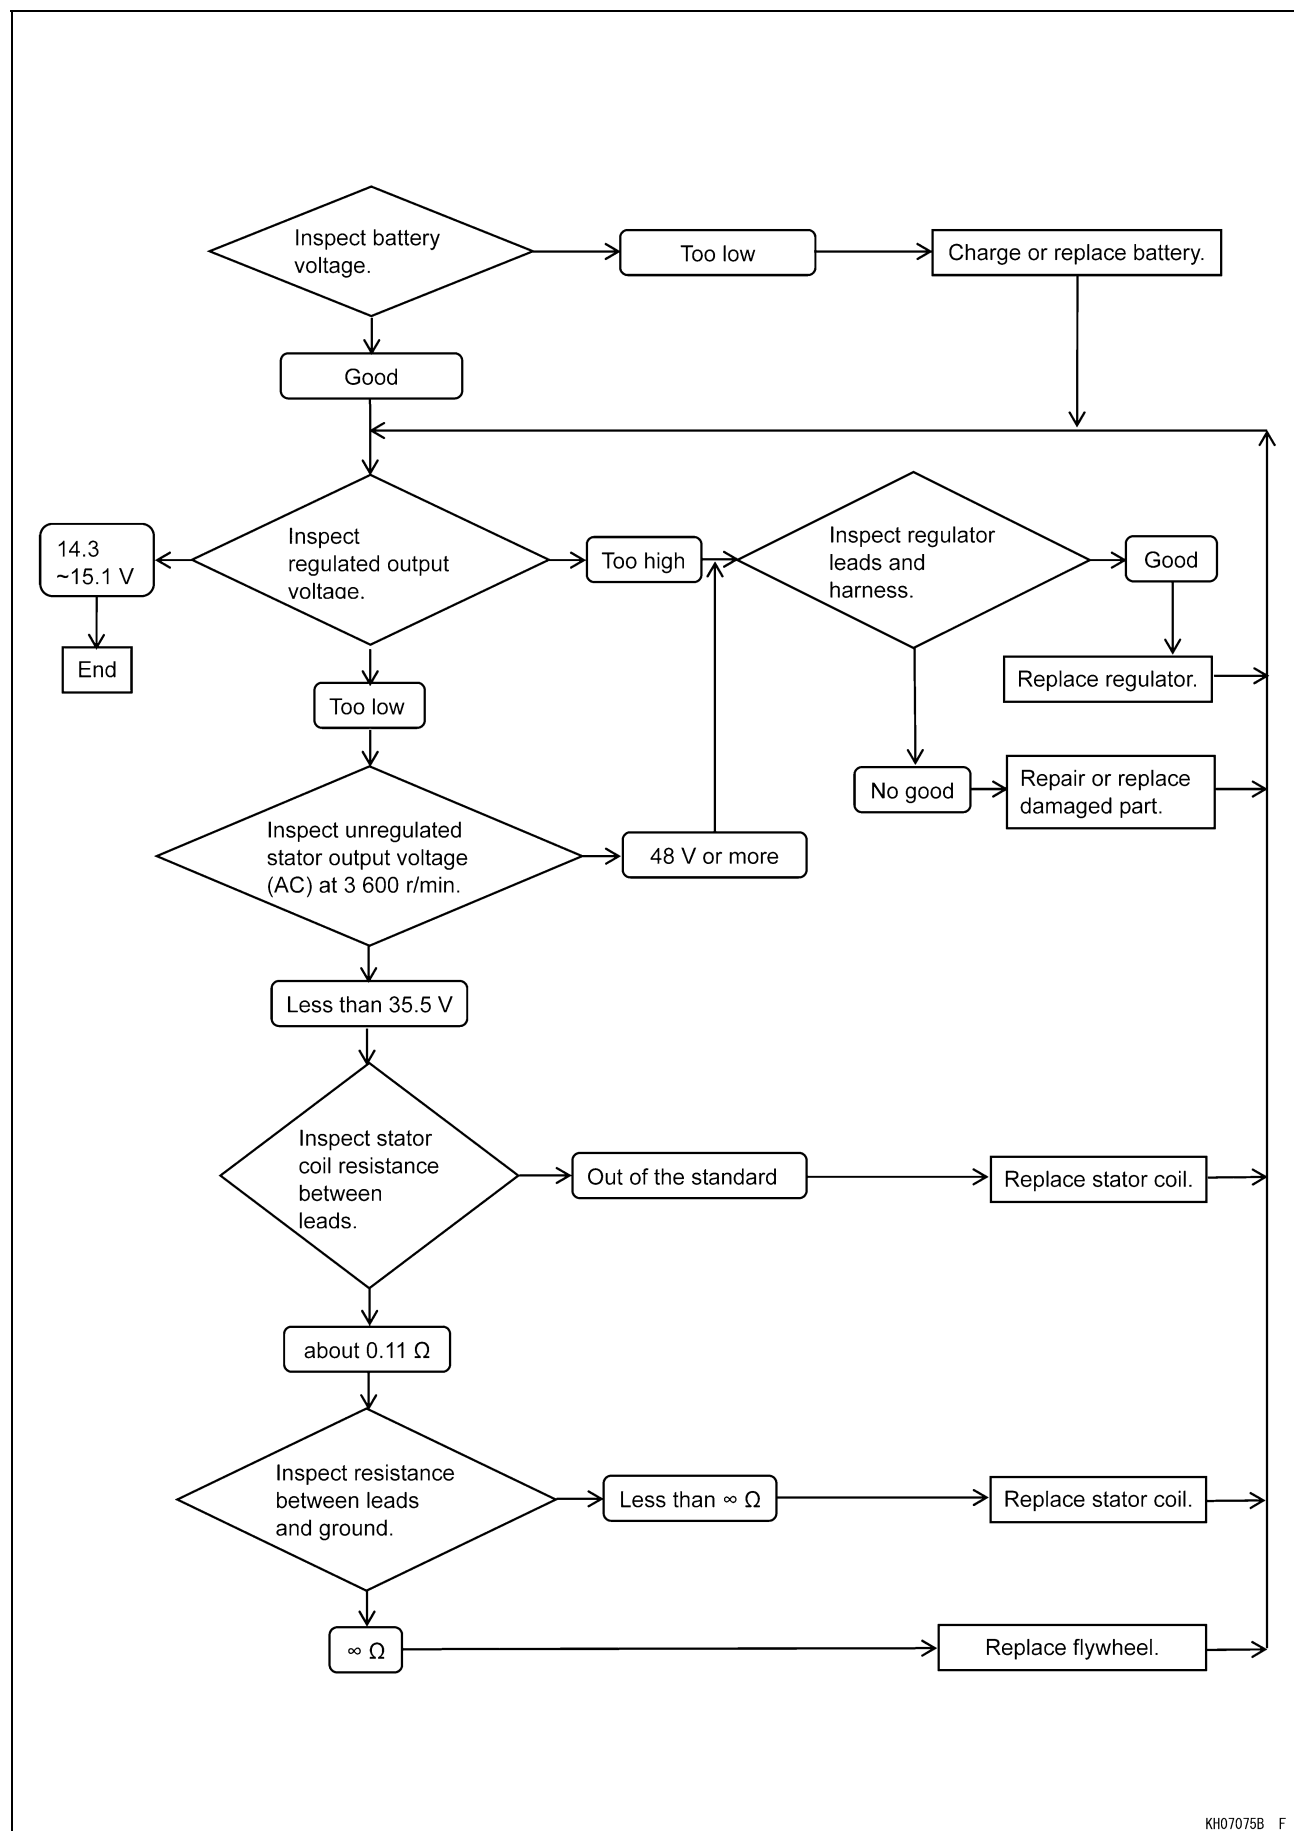 Inspect battery
voltage.
Too low
Charge or replace battery.
Good
14.3
~15.1 V
End
Inspect
regulated output
voltage.
Too high
Inspect regulator
leads and
harness.
Good
Replace regulator.
Too low
No good
Repair or replace
damaged part.
Inspect unregulated
stator output voltage
(AC) at 3 600 r/min.
48 V or more
Less than 35.5 V
Inspect stator
coil resistance
between
leads.
Out of the standard
Replace stator coil.
about 0.11 Ω
Inspect resistance
between leads
and ground.
Less than ∞ Ω
Replace stator coil.
∞ Ω
Replace flywheel.
KH07075B F